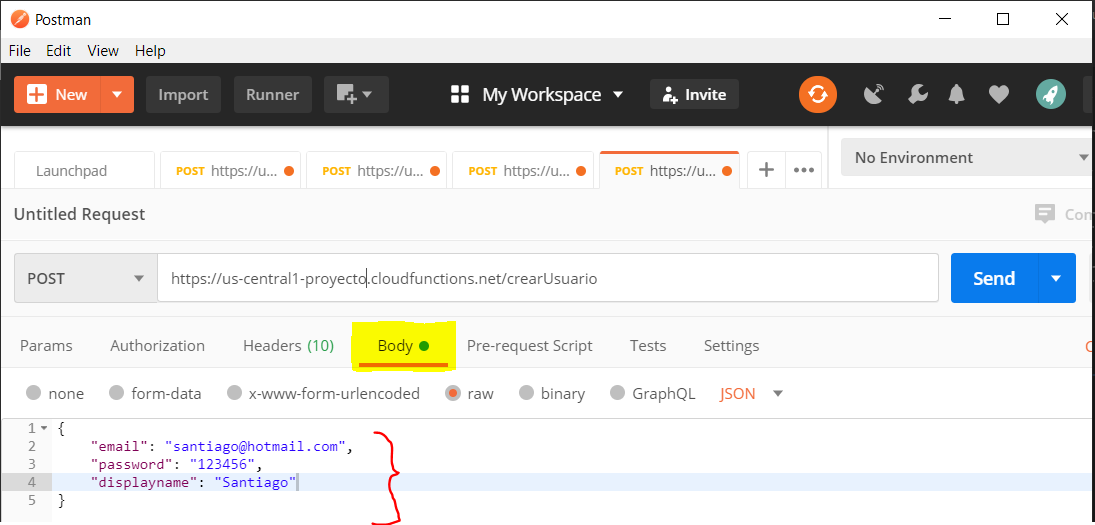 Postman
File Edit View Help
New Import Runner My Workspace Invite
Launchpad POST https://u... POST https://u... POST https://u... POST https://u... No Environment
Untitled Request
POST https://us-central1-proyecto.cloudfunctions.net/crearUsuario Send
Params Authorization Headers (10) Body Pre-request Script Tests Settings
none form-data x-www-form-urlencoded raw binary GraphQL JSON
1 {
2 "email": "santiago@hotmail.com",
3 "password": "123456",
4 "displayname": "Santiago"
5 }